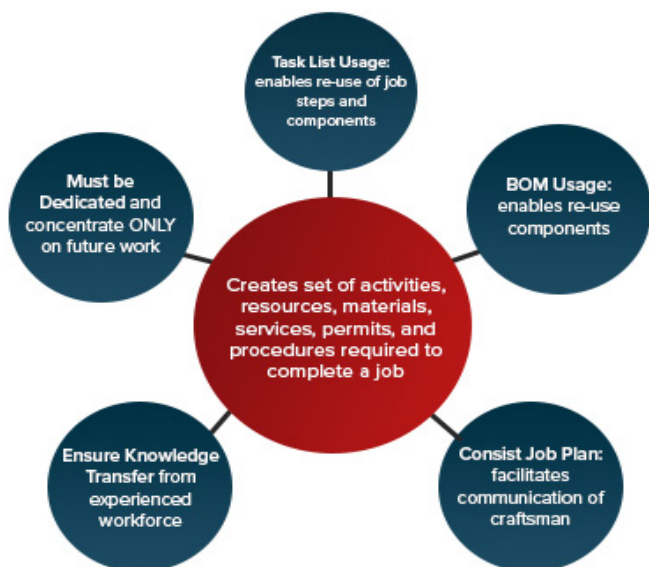 Task List Usage:
enables re-use of job
steps and
components
Must be
Dedicated and
concentrate ONLY
on future work
BOM Usage:
enables re-use
components
Creates set of activities,
resources, materials,
services, permits, and
procedures required to
complete a job
Ensure Knowledge
Transfer from
experienced
workforce
Consist Job Plan:
facilitates
communication of
craftsman